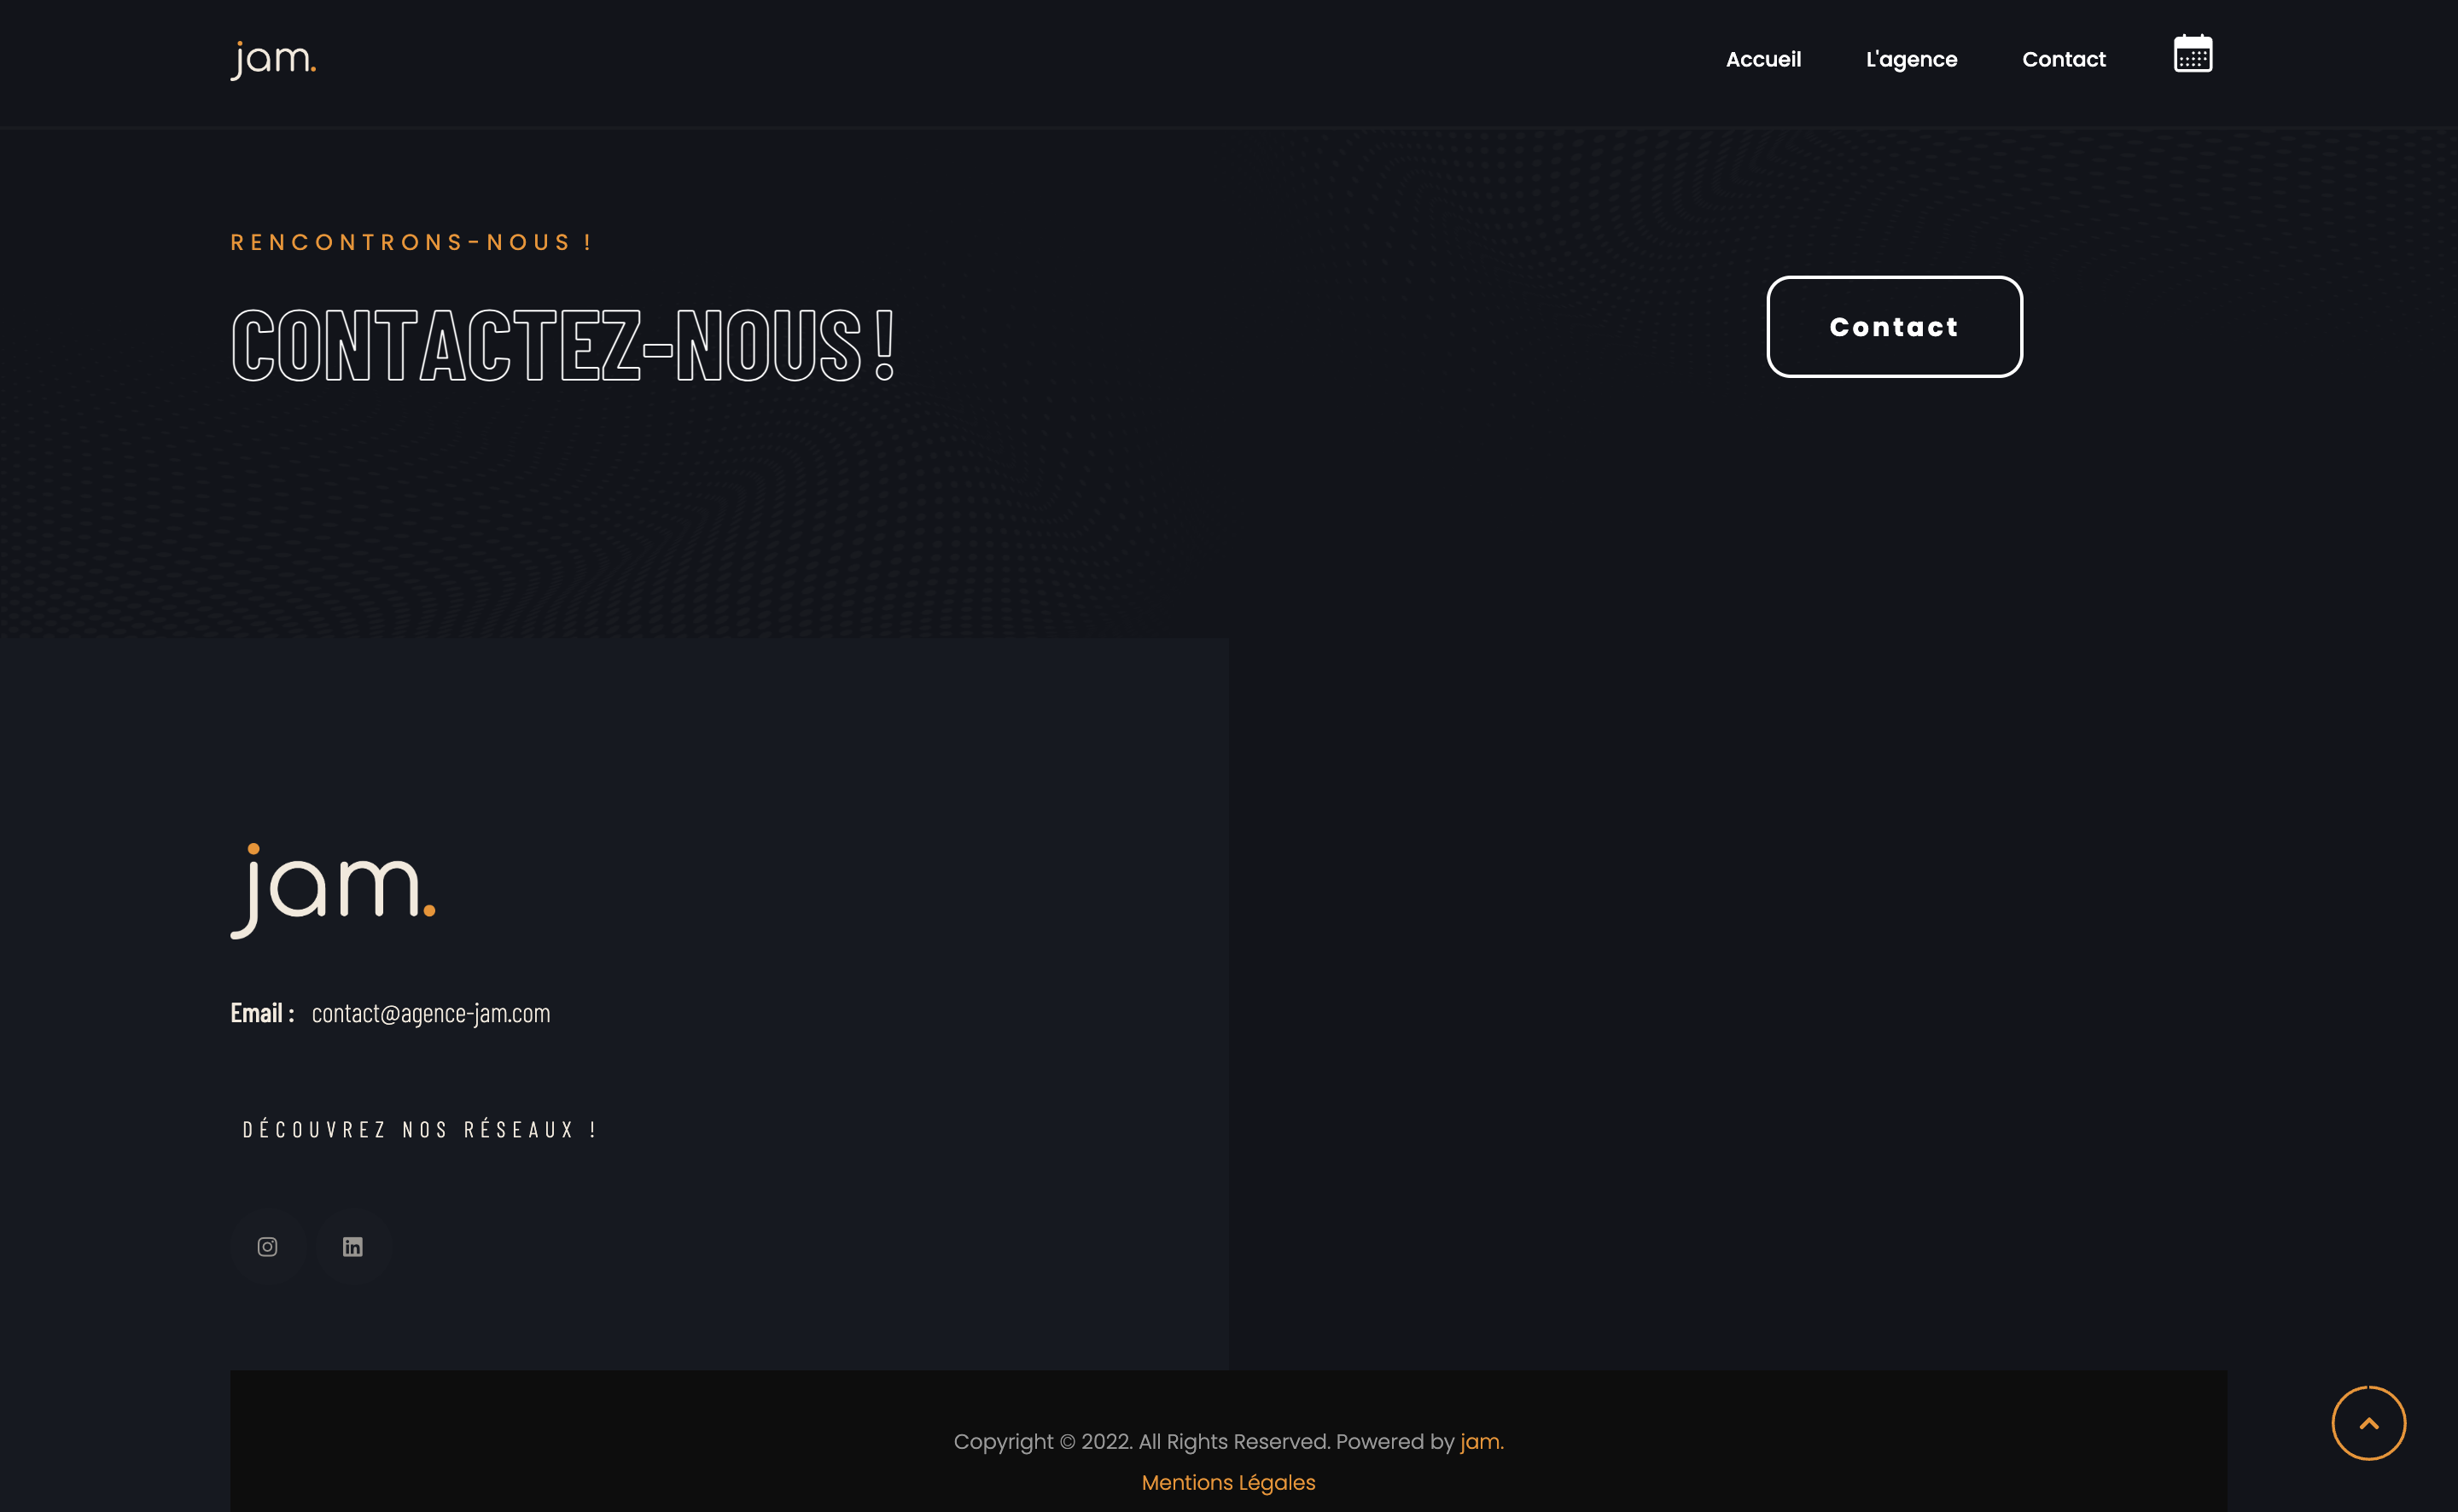 jam.
Accueil
L'agence
Contact
RENCONTRONS-NOUS !
CONTACTEZ-NOUS !
Contact
jam.
Email : contact@agence-jam.com
DÉCOUVREZ NOS RÉSEAUX !
in
Copyright © 2022. All Rights Reserved. Powered by jam.
Mentions Légales